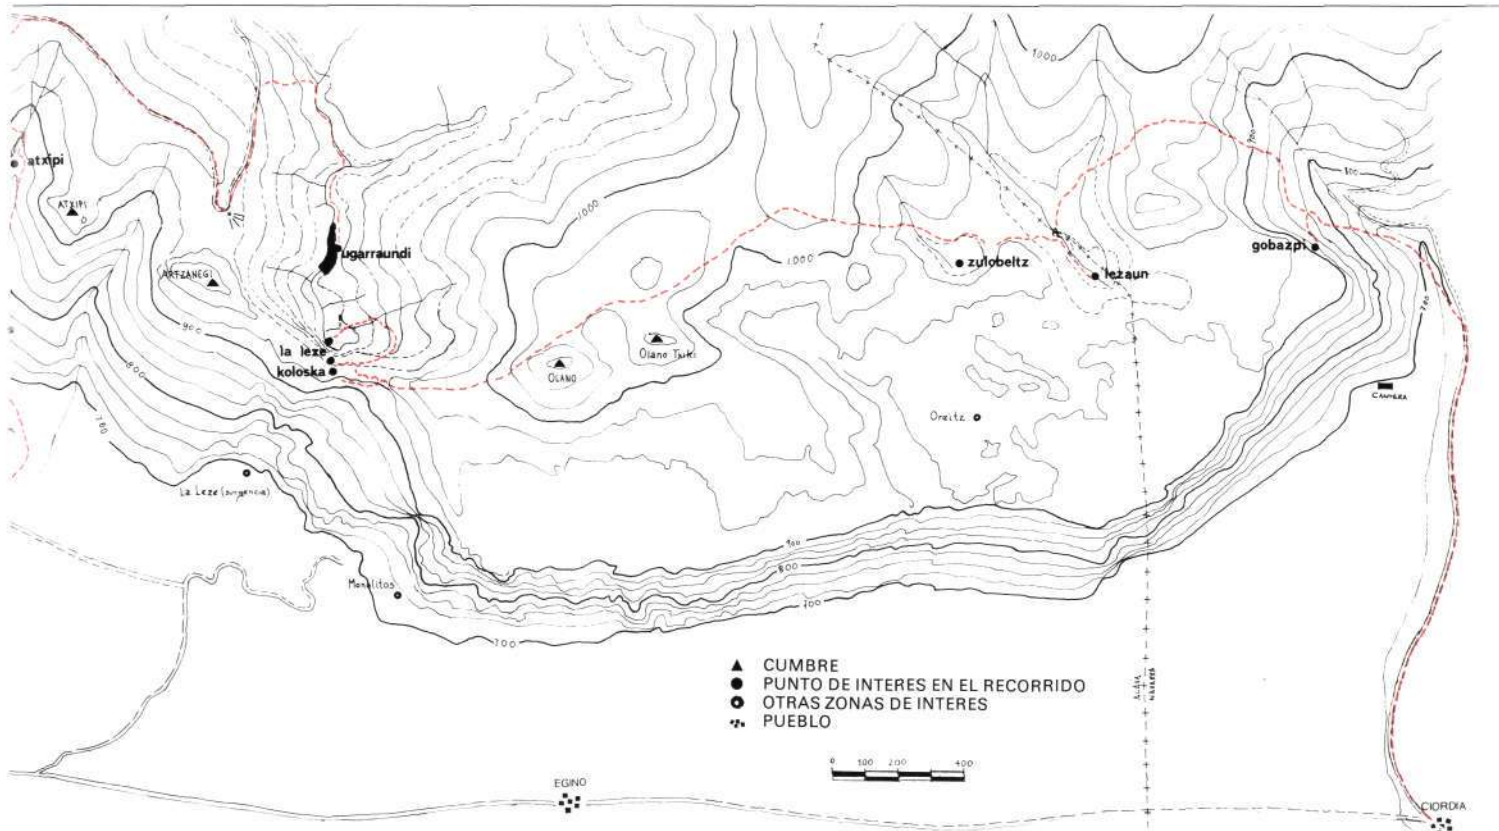 1000
900
800
atxipi
ATXIPI
1000
ugarraundi
1000
zulobeltz
gobazpi
lezaun
ARTZANEGI
700
900
la leze
koloska
800
Olano Txiki
OLANO
CANTERA
Oreitz
700
La Leze (surgencia)
900
800
Monolitos
700
700
CUMBRE
PUNTO DE INTERES EN EL RECORRIDO
OTRAS ZONAS DE INTERES
PUEBLO
0 100 200 400
EGINO
CIORDIA